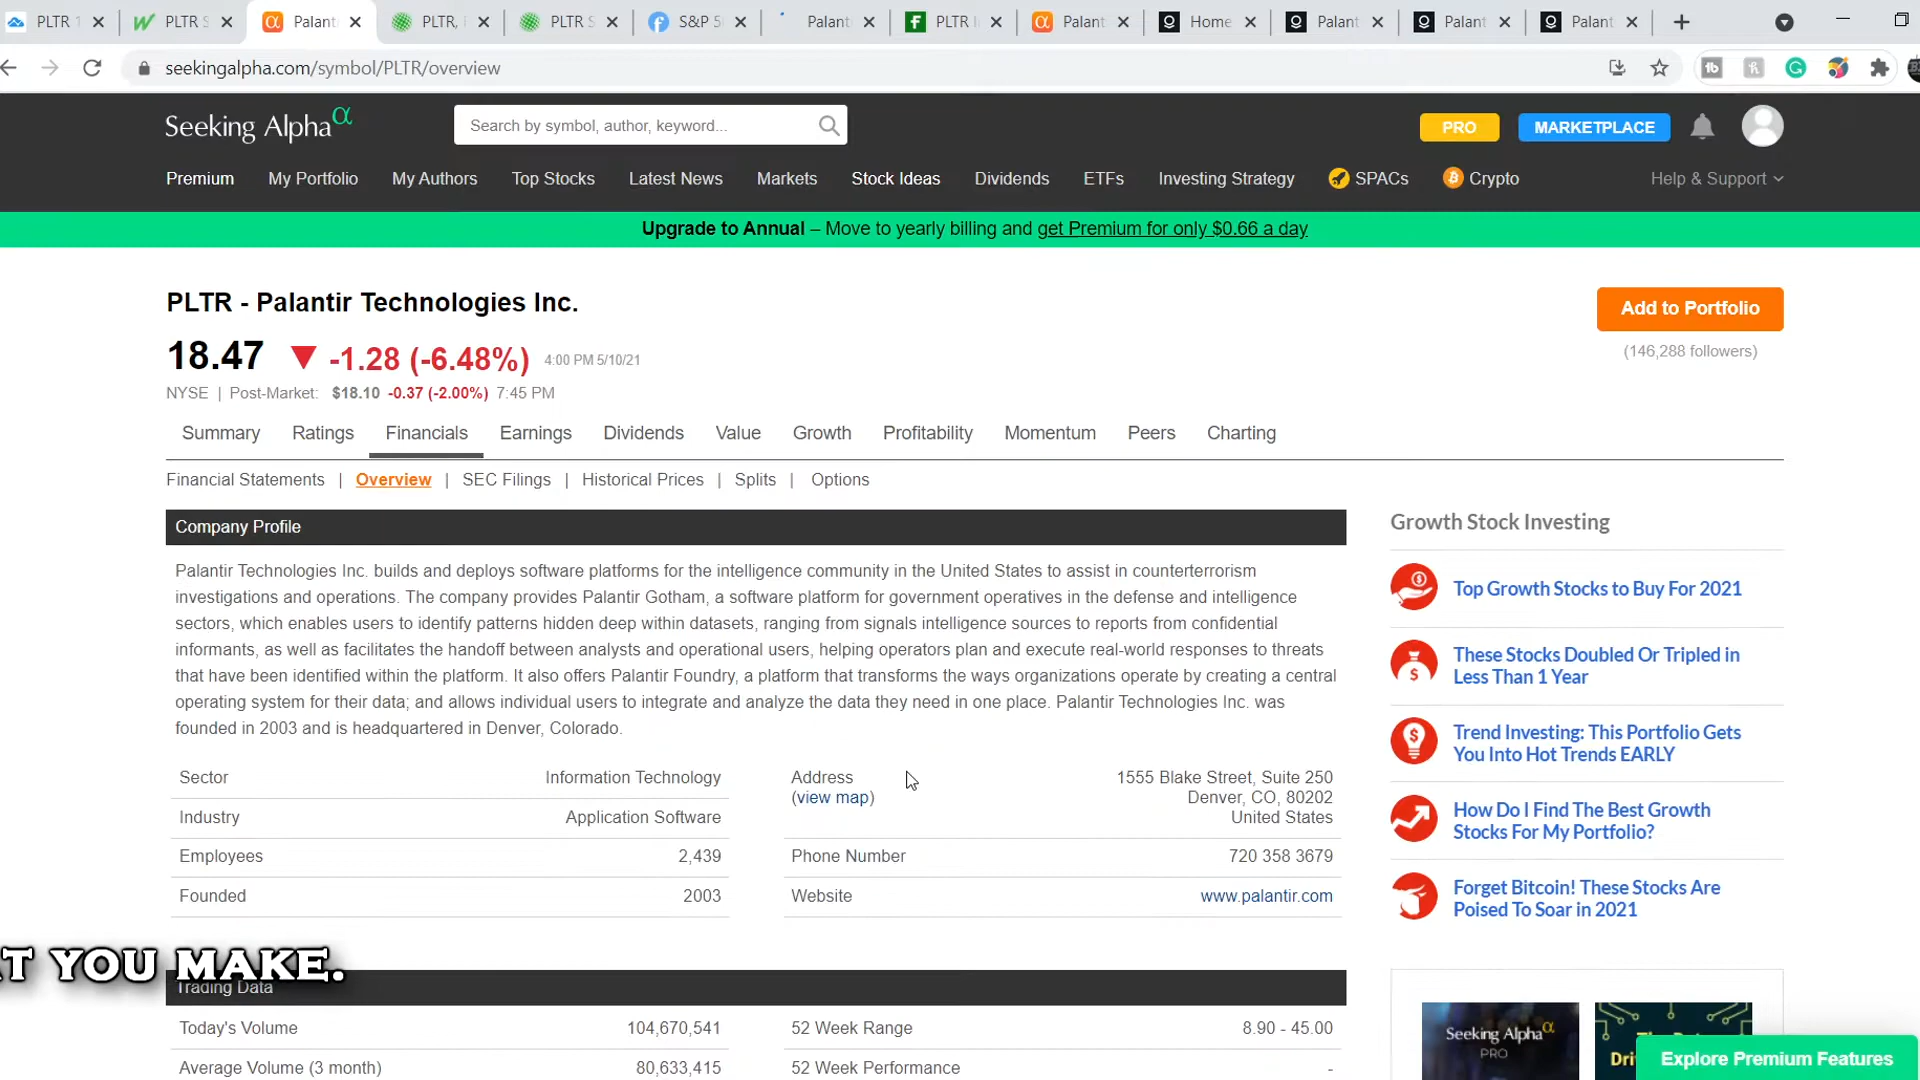 PLTR 1
PLTR S
Palanti
PLTR,
PLTR S
S&P 5
Palant
PLTR I
Palant
Home
Palant
Palant
Palant
seekingalpha.com/symbol/PLTR/overview
Seeking Alpha α
Search by symbol, author, keyword...
PRO
MARKETPLACE
Premium
My Portfolio
My Authors
Top Stocks
Latest News
Markets
Stock Ideas
Dividends
ETFs
Investing Strategy
SPACs
Crypto
Help & Support
Upgrade to Annual – Move to yearly billing and get Premium for only $0.66 a day
PLTR - Palantir Technologies Inc.
Add to Portfolio
18.47 ▼ -1.28 (-6.48%) 4:00 PM 5/10/21
(146,288 followers)
NYSE | Post-Market: $18.10 -0.37 (-2.00%) 7:45 PM
Summary
Ratings
Financials
Earnings
Dividends
Value
Growth
Profitability
Momentum
Peers
Charting
Financial Statements | Overview | SEC Filings | Historical Prices | Splits | Options
Company Profile
Palantir Technologies Inc. builds and deploys software platforms for the intelligence community in the United States to assist in counterterrorism
investigations and operations. The company provides Palantir Gotham, a software platform for government operatives in the defense and intelligence
sectors, which enables users to identify patterns hidden deep within datasets, ranging from signals intelligence sources to reports from confidential
informants, as well as facilitates the handoff between analysts and operational users, helping operators plan and execute real-world responses to threats
that have been identified within the platform. It also offers Palantir Foundry, a platform that transforms the ways organizations operate by creating a central
operating system for their data; and allows individual users to integrate and analyze the data they need in one place. Palantir Technologies Inc. was
founded in 2003 and is headquartered in Denver, Colorado.
Sector Information Technology
Industry Application Software
Employees 2,439
Founded 2003
Address 1555 Blake Street, Suite 250
(view map) Denver, CO, 80202
United States
Phone Number 720 358 3679
Website www.palantir.com
Growth Stock Investing
Top Growth Stocks to Buy For 2021
These Stocks Doubled Or Tripled in
Less Than 1 Year
Trend Investing: This Portfolio Gets
You Into Hot Trends EARLY
How Do I Find The Best Growth
Stocks For My Portfolio?
Forget Bitcoin! These Stocks Are
Poised To Soar in 2021
AT YOU MAKE.
Trading Data
Today's Volume 104,670,541
Average Volume (3 month) 80,633,415
52 Week Range 8.90 - 45.00
52 Week Performance -
Seeking Alpha α
PRO
Explore Premium Features